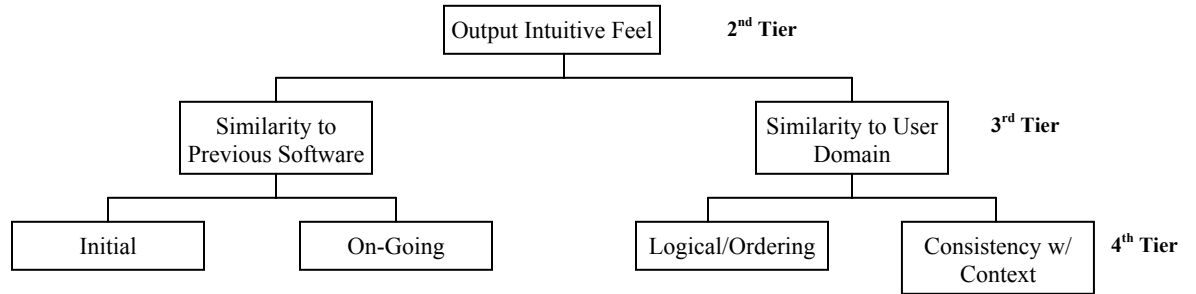 Output Intuitive Feel
2nd Tier
Similarity to
Previous Software
Similarity to User
Domain
3rd Tier
Initial
On-Going
Logical/Ordering
Consistency w/
Context
4th Tier